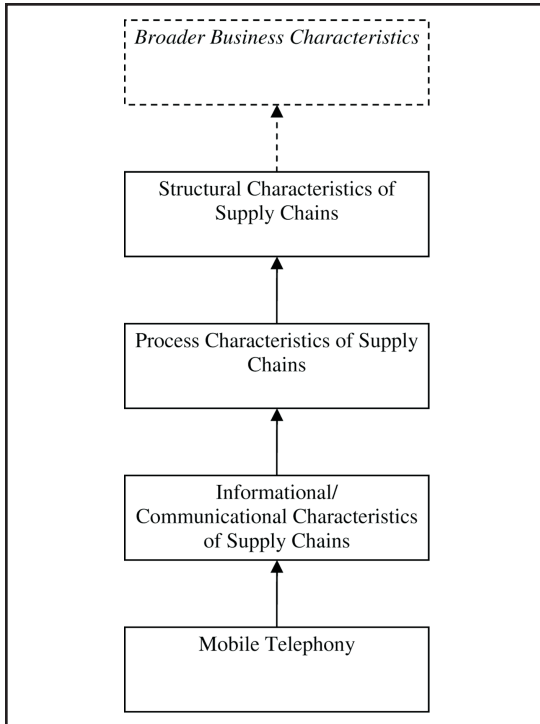 Broader Business Characteristics
Structural Characteristics of
Supply Chains
Process Characteristics of Supply
Chains
Informational/
Communicational Characteristics
of Supply Chains
Mobile Telephony